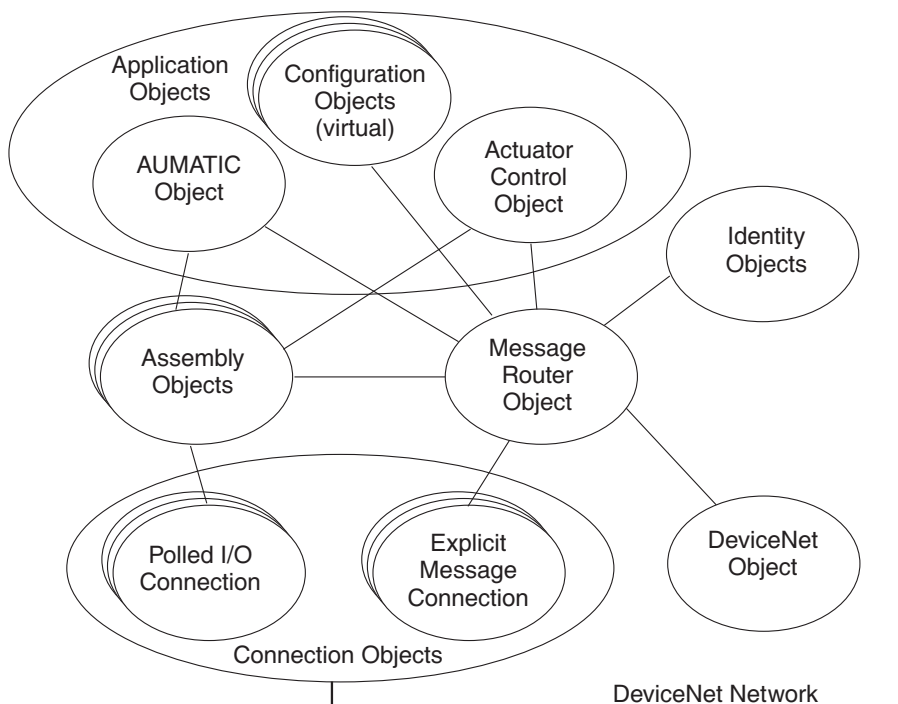 Application
Objects
Configuration
Objects
(virtual)
AUMATIC
Object
Actuator
Control
Object
Identity
Objects
Assembly
Objects
Message
Router
Object
Polled I/O
Connection
Explicit
Message
Connection
DeviceNet
Object
Connection Objects
DeviceNet Network